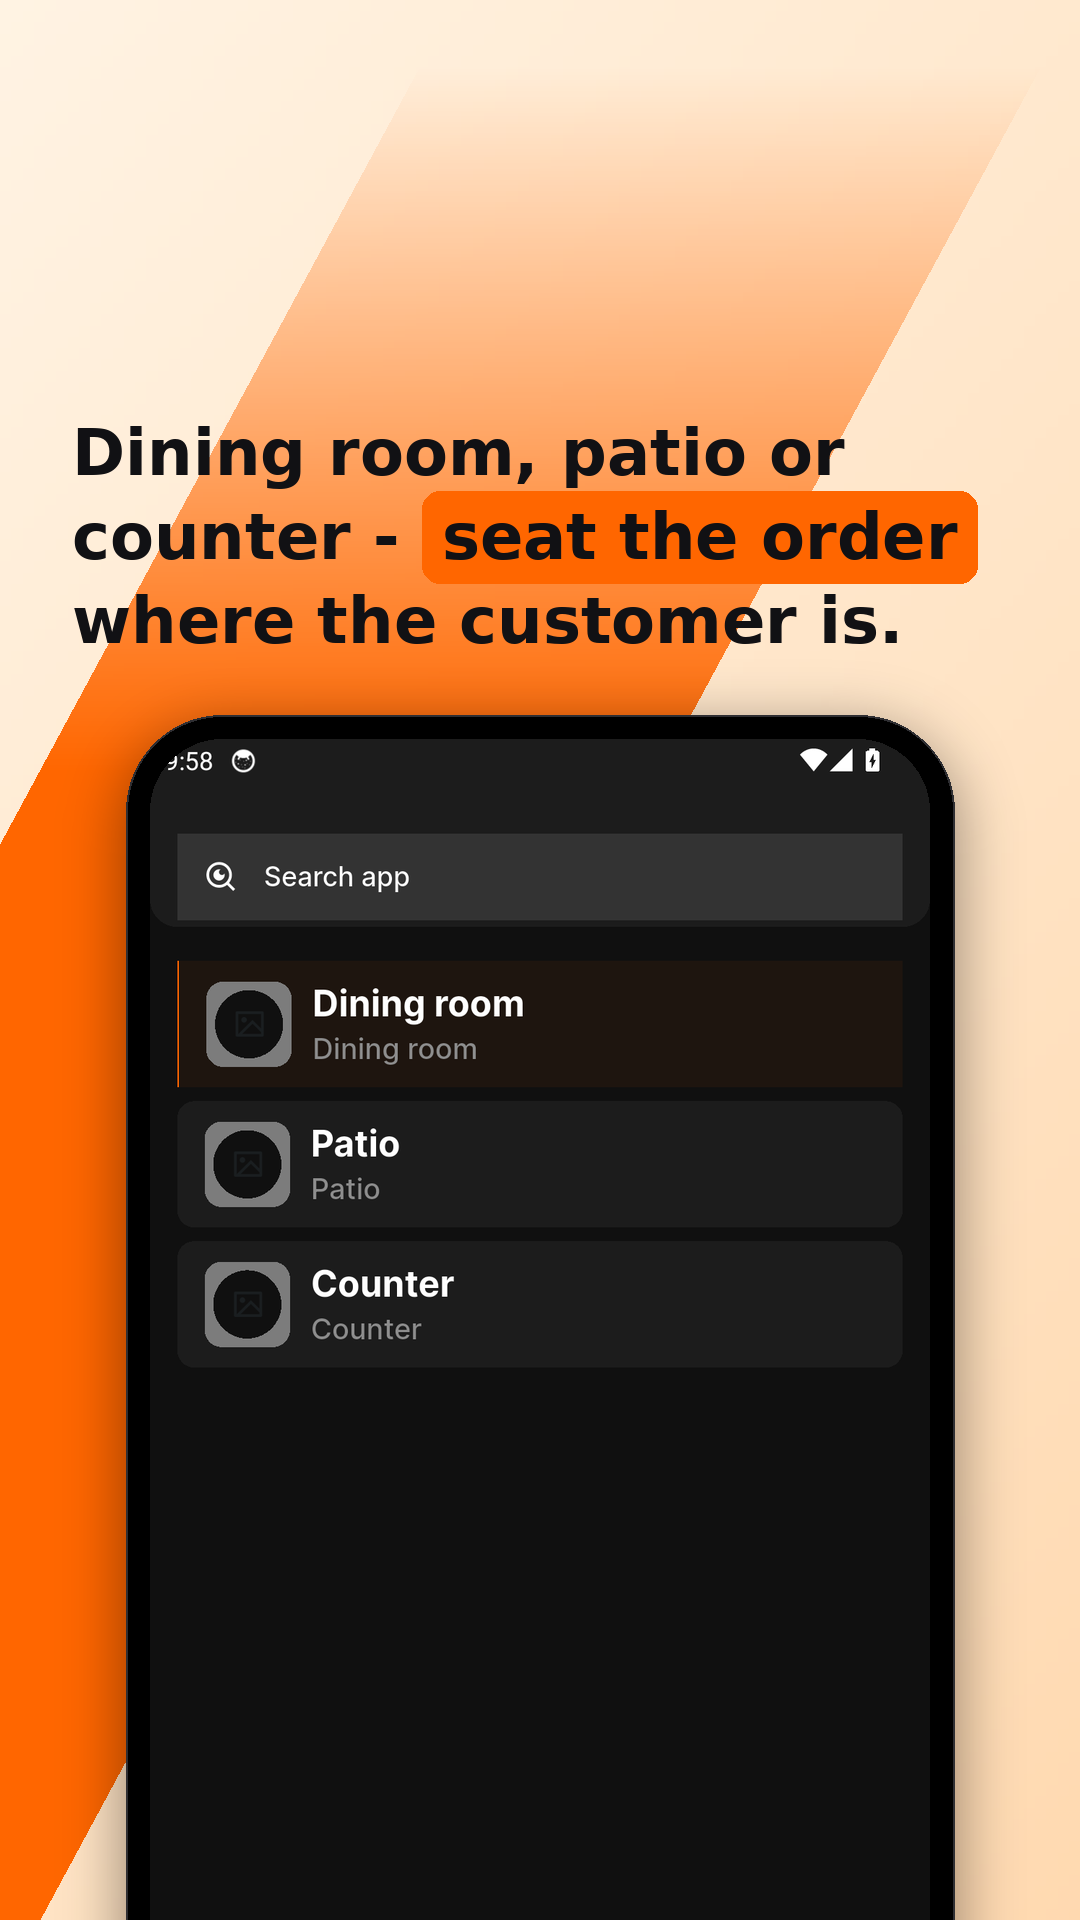 Dining room, patio or
counter - seat the order
where the customer is.
9:58
Search app
Dining room
Dining room
Patio
Patio
Counter
Counter